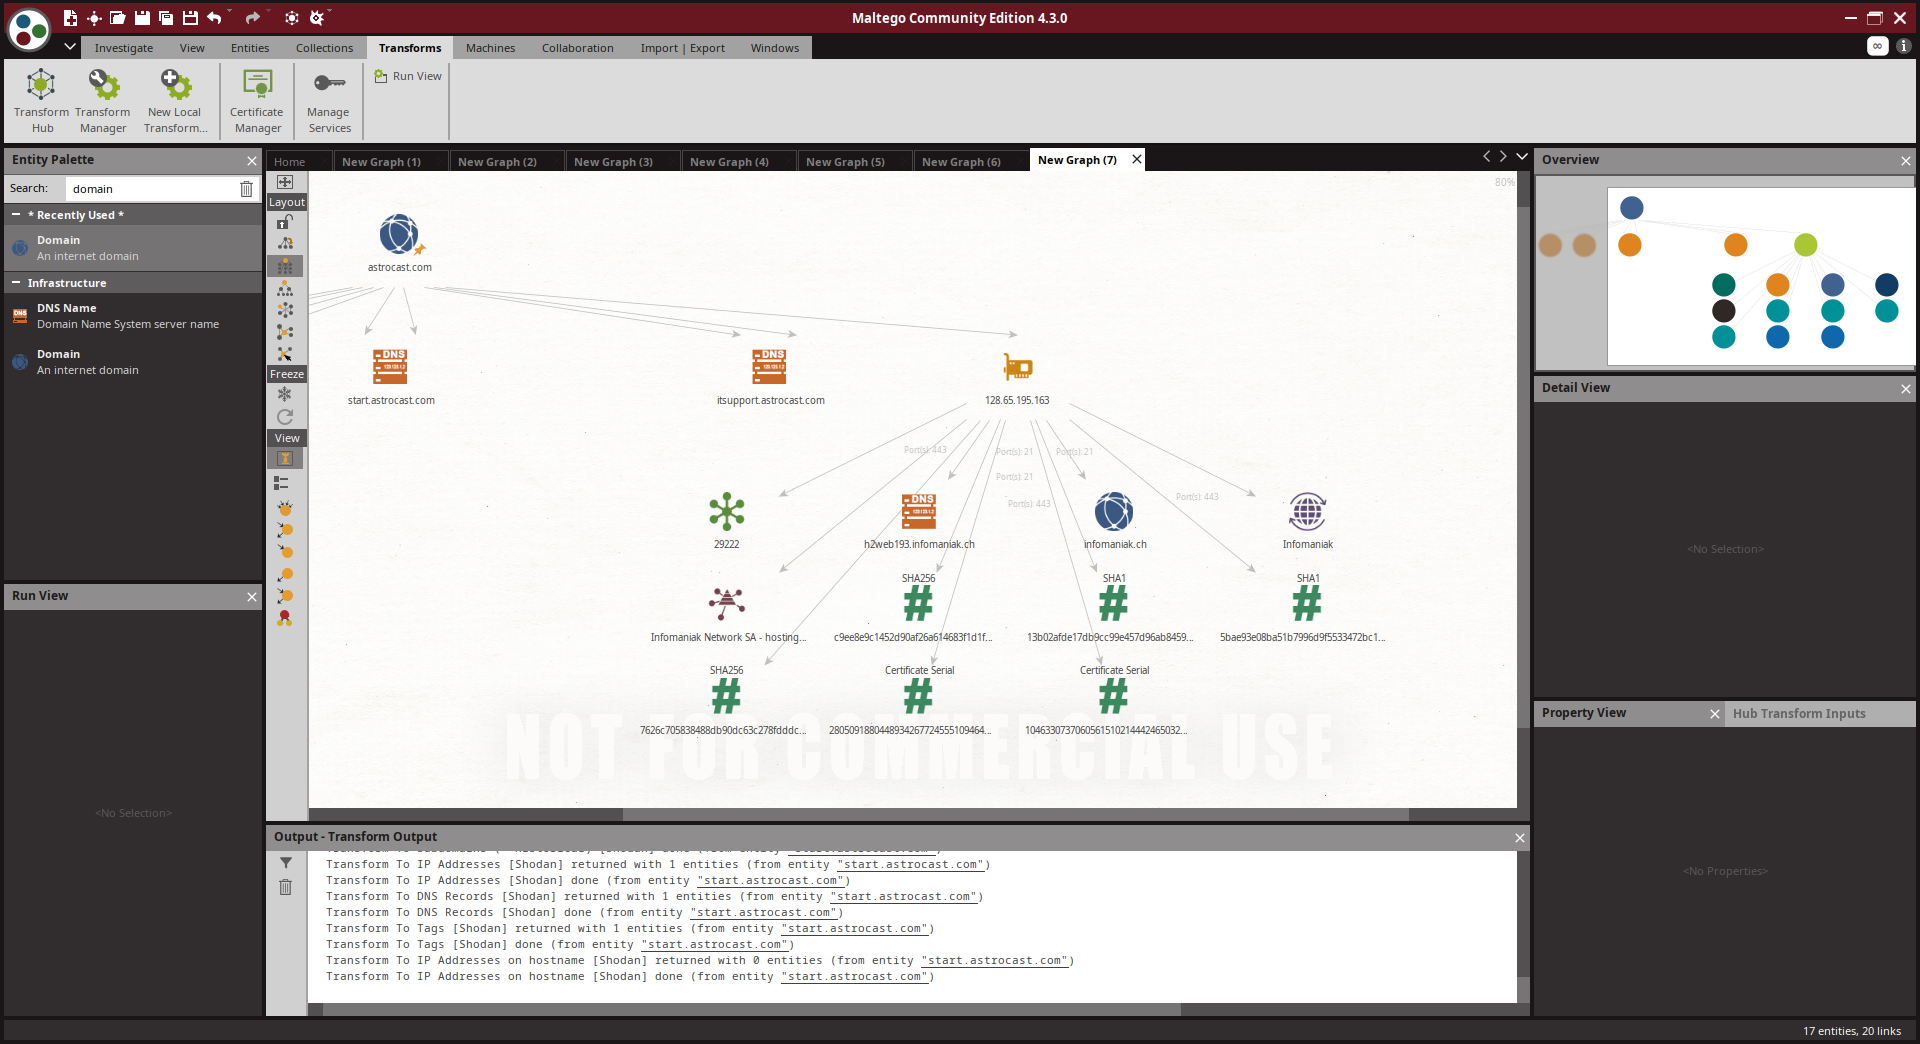 Maltego Community Edition 4.3.0
Investigate View Entities Collections Transforms Machines Collaboration Import | Export Windows
Transform Hub
Transform Manager
New Local Transform...
Certificate Manager
Manage Services
Run View
Entity Palette
Search: domain
* Recently Used *
Domain
An internet domain
Infrastructure
DNS Name
Domain Name System server name
Domain
An internet domain
Run View
<No Selection>
Home New Graph (1) New Graph (2) New Graph (3) New Graph (4) New Graph (5) New Graph (6) New Graph (7)
Layout
Freeze
View
80%
astrocast.com
DNS
start.astrocast.com
DNS
itsupport.astrocast.com
128.65.195.163
Port(s): 443
Port(s): 21
Port(s): 21
Port(s): 21
Port(s): 443
Port(s): 443
29222
DNS
h2web193.infomaniak.ch
infomaniak.ch
Infomaniak
Infomaniak Network SA - hosting...
SHA256
c9ee8e9c1452d90af26a614683f1d1f...
SHA1
13b02afde17db9cc99e457d96ab8459...
SHA1
5bae93e08ba51b7996d9f5533472bc1...
SHA256
7626c705838488db90dc63c278fdddc...
Certificate Serial
280509188044893426772455510946​4...
Certificate Serial
104633073706056151021444246503​2...
NOT FOR COMMERCIAL USE
Output - Transform Output
Transform To IP Addresses [Shodan] returned with 1 entities (from entity "start.astrocast.com")
Transform To IP Addresses [Shodan] done (from entity "start.astrocast.com")
Transform To DNS Records [Shodan] returned with 1 entities (from entity "start.astrocast.com")
Transform To DNS Records [Shodan] done (from entity "start.astrocast.com")
Transform To Tags [Shodan] returned with 1 entities (from entity "start.astrocast.com")
Transform To Tags [Shodan] done (from entity "start.astrocast.com")
Transform To IP Addresses on hostname [Shodan] returned with 0 entities (from entity "start.astrocast.com")
Transform To IP Addresses on hostname [Shodan] done (from entity "start.astrocast.com")
Overview
Detail View
<No Selection>
Property View
Hub Transform Inputs
<No Properties>
17 entities, 20 links